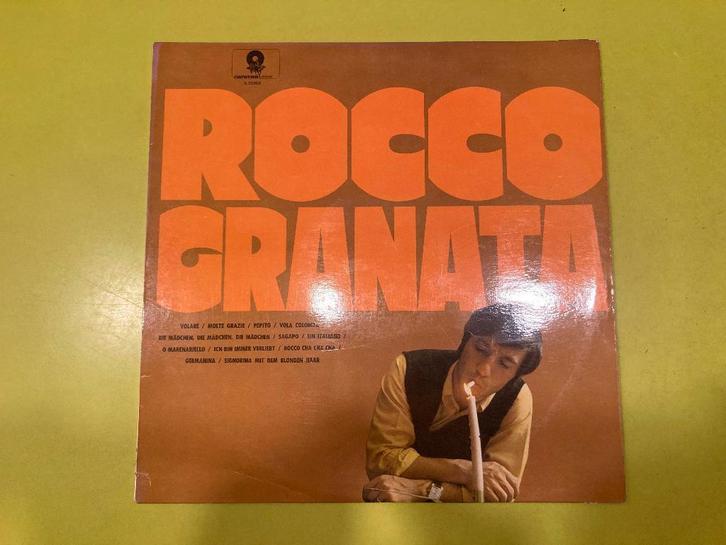 ROCCO
GRANATA
VOLARE / MOLTE GRAZIE / PEPITO / VOLA COLOMBA
DIE MÄDCHEN, DIE MÄDCHEN, DIE MÄDCHEN / SAGAPO / EIN ITALIANO /
O MARENARIELLO / ICH BIN IMMER VERLIEBT / ROCCO CHA CHA CHA /
GERMANINA / SIGNORINA MIT DEM BLONDEN HAAR